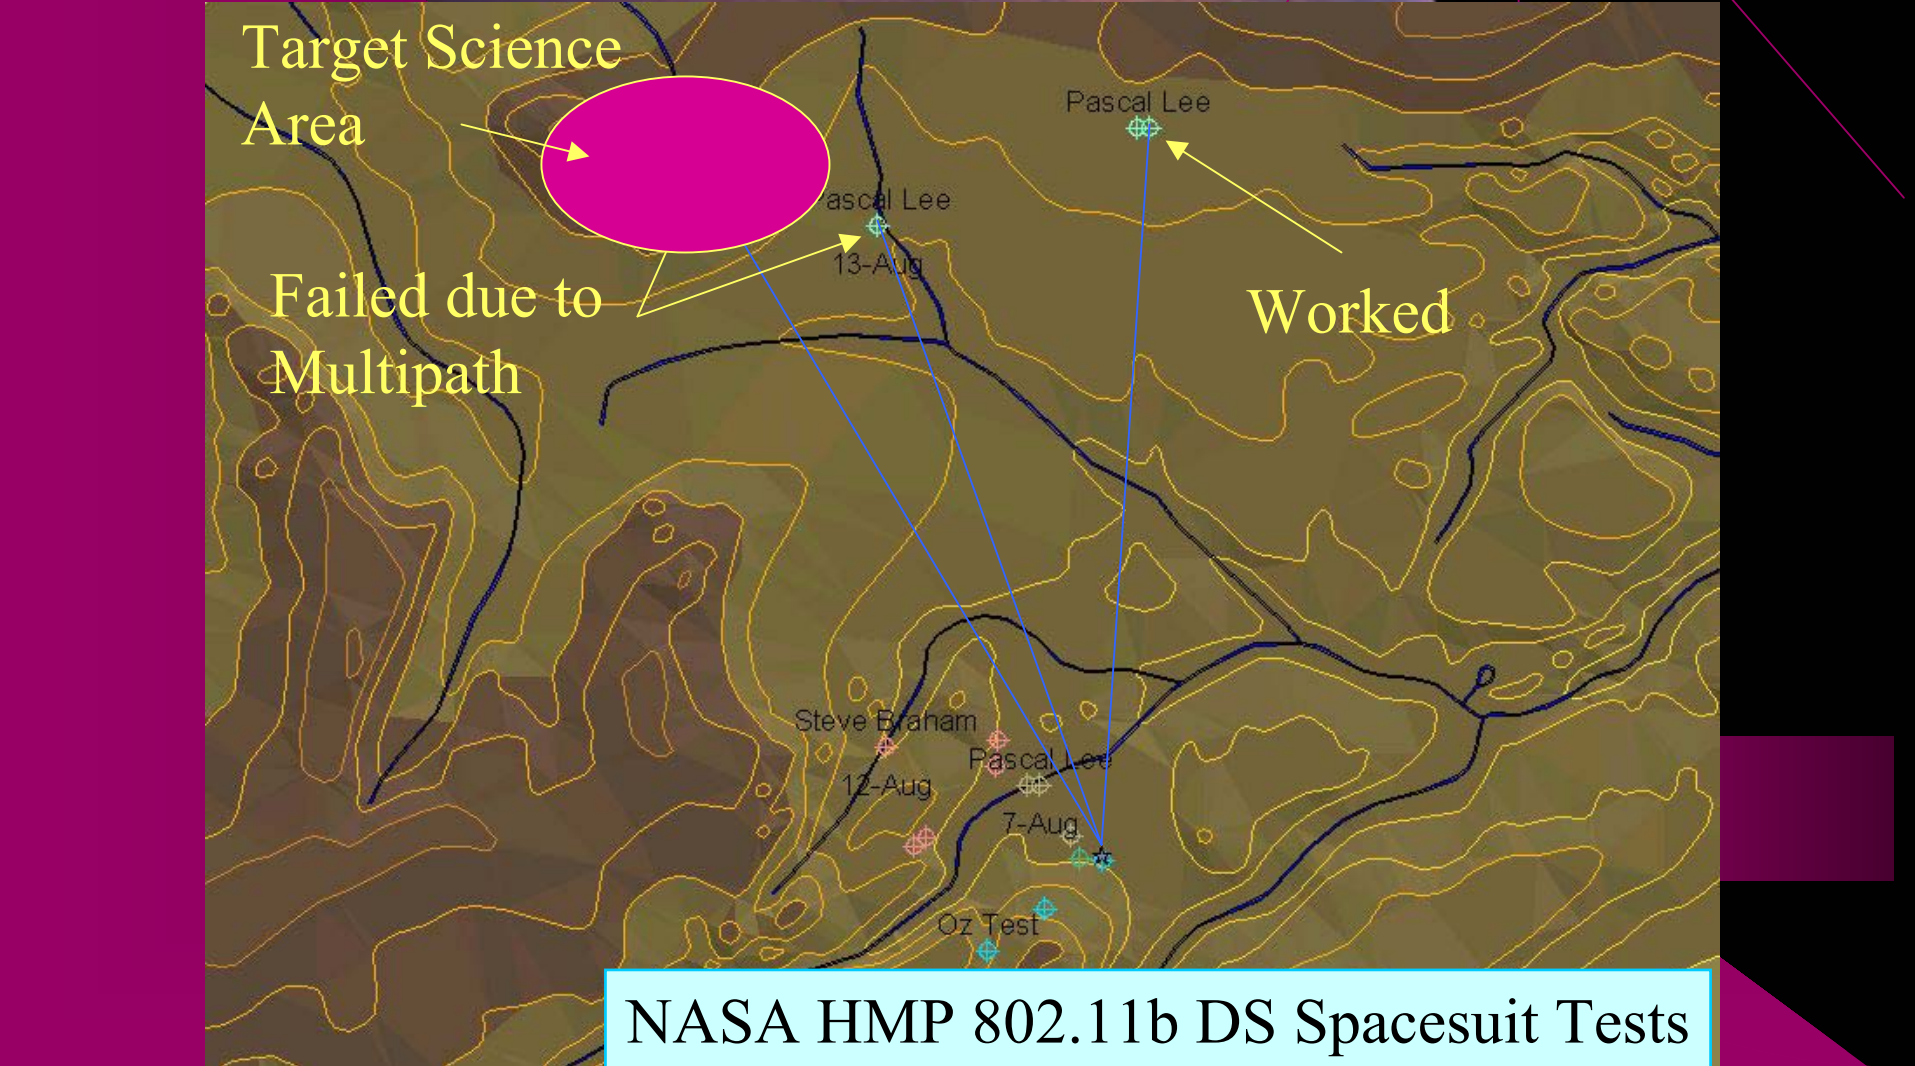 Target Science
Area
Pascal Lee
ascal Lee
13-Aug
Failed due to
Multipath
Worked
Steve Braham
Pascal Lee
12-Aug
7-Aug
Oz Test
NASA HMP 802.11b DS Spacesuit Tests